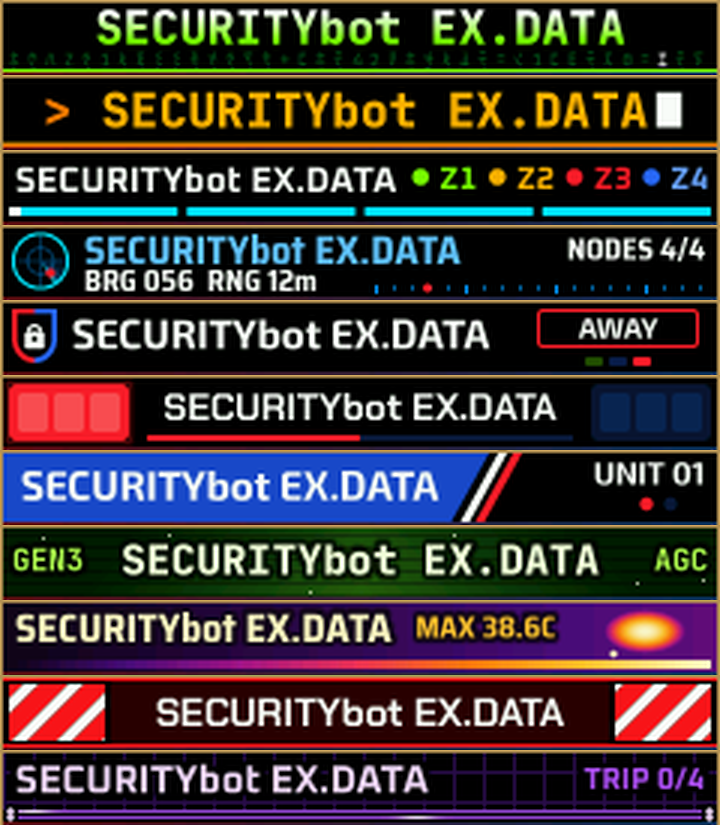 SECURITYbot EX.DATA
> SECURITYbot EX.DATA
SECURITYbot EX.DATA Z1 Z2 Z3 Z4
SECURITYbot EX.DATA NODES 4/4
BRG 056 RNG 12m
SECURITYbot EX.DATA AWAY
SECURITYbot EX.DATA
SECURITYbot EX.DATA UNIT 01
GEN3 SECURITYbot EX.DATA AGC
SECURITYbot EX.DATA MAX 38.6C
SECURITYbot EX.DATA
SECURITYbot EX.DATA TRIP 0/4